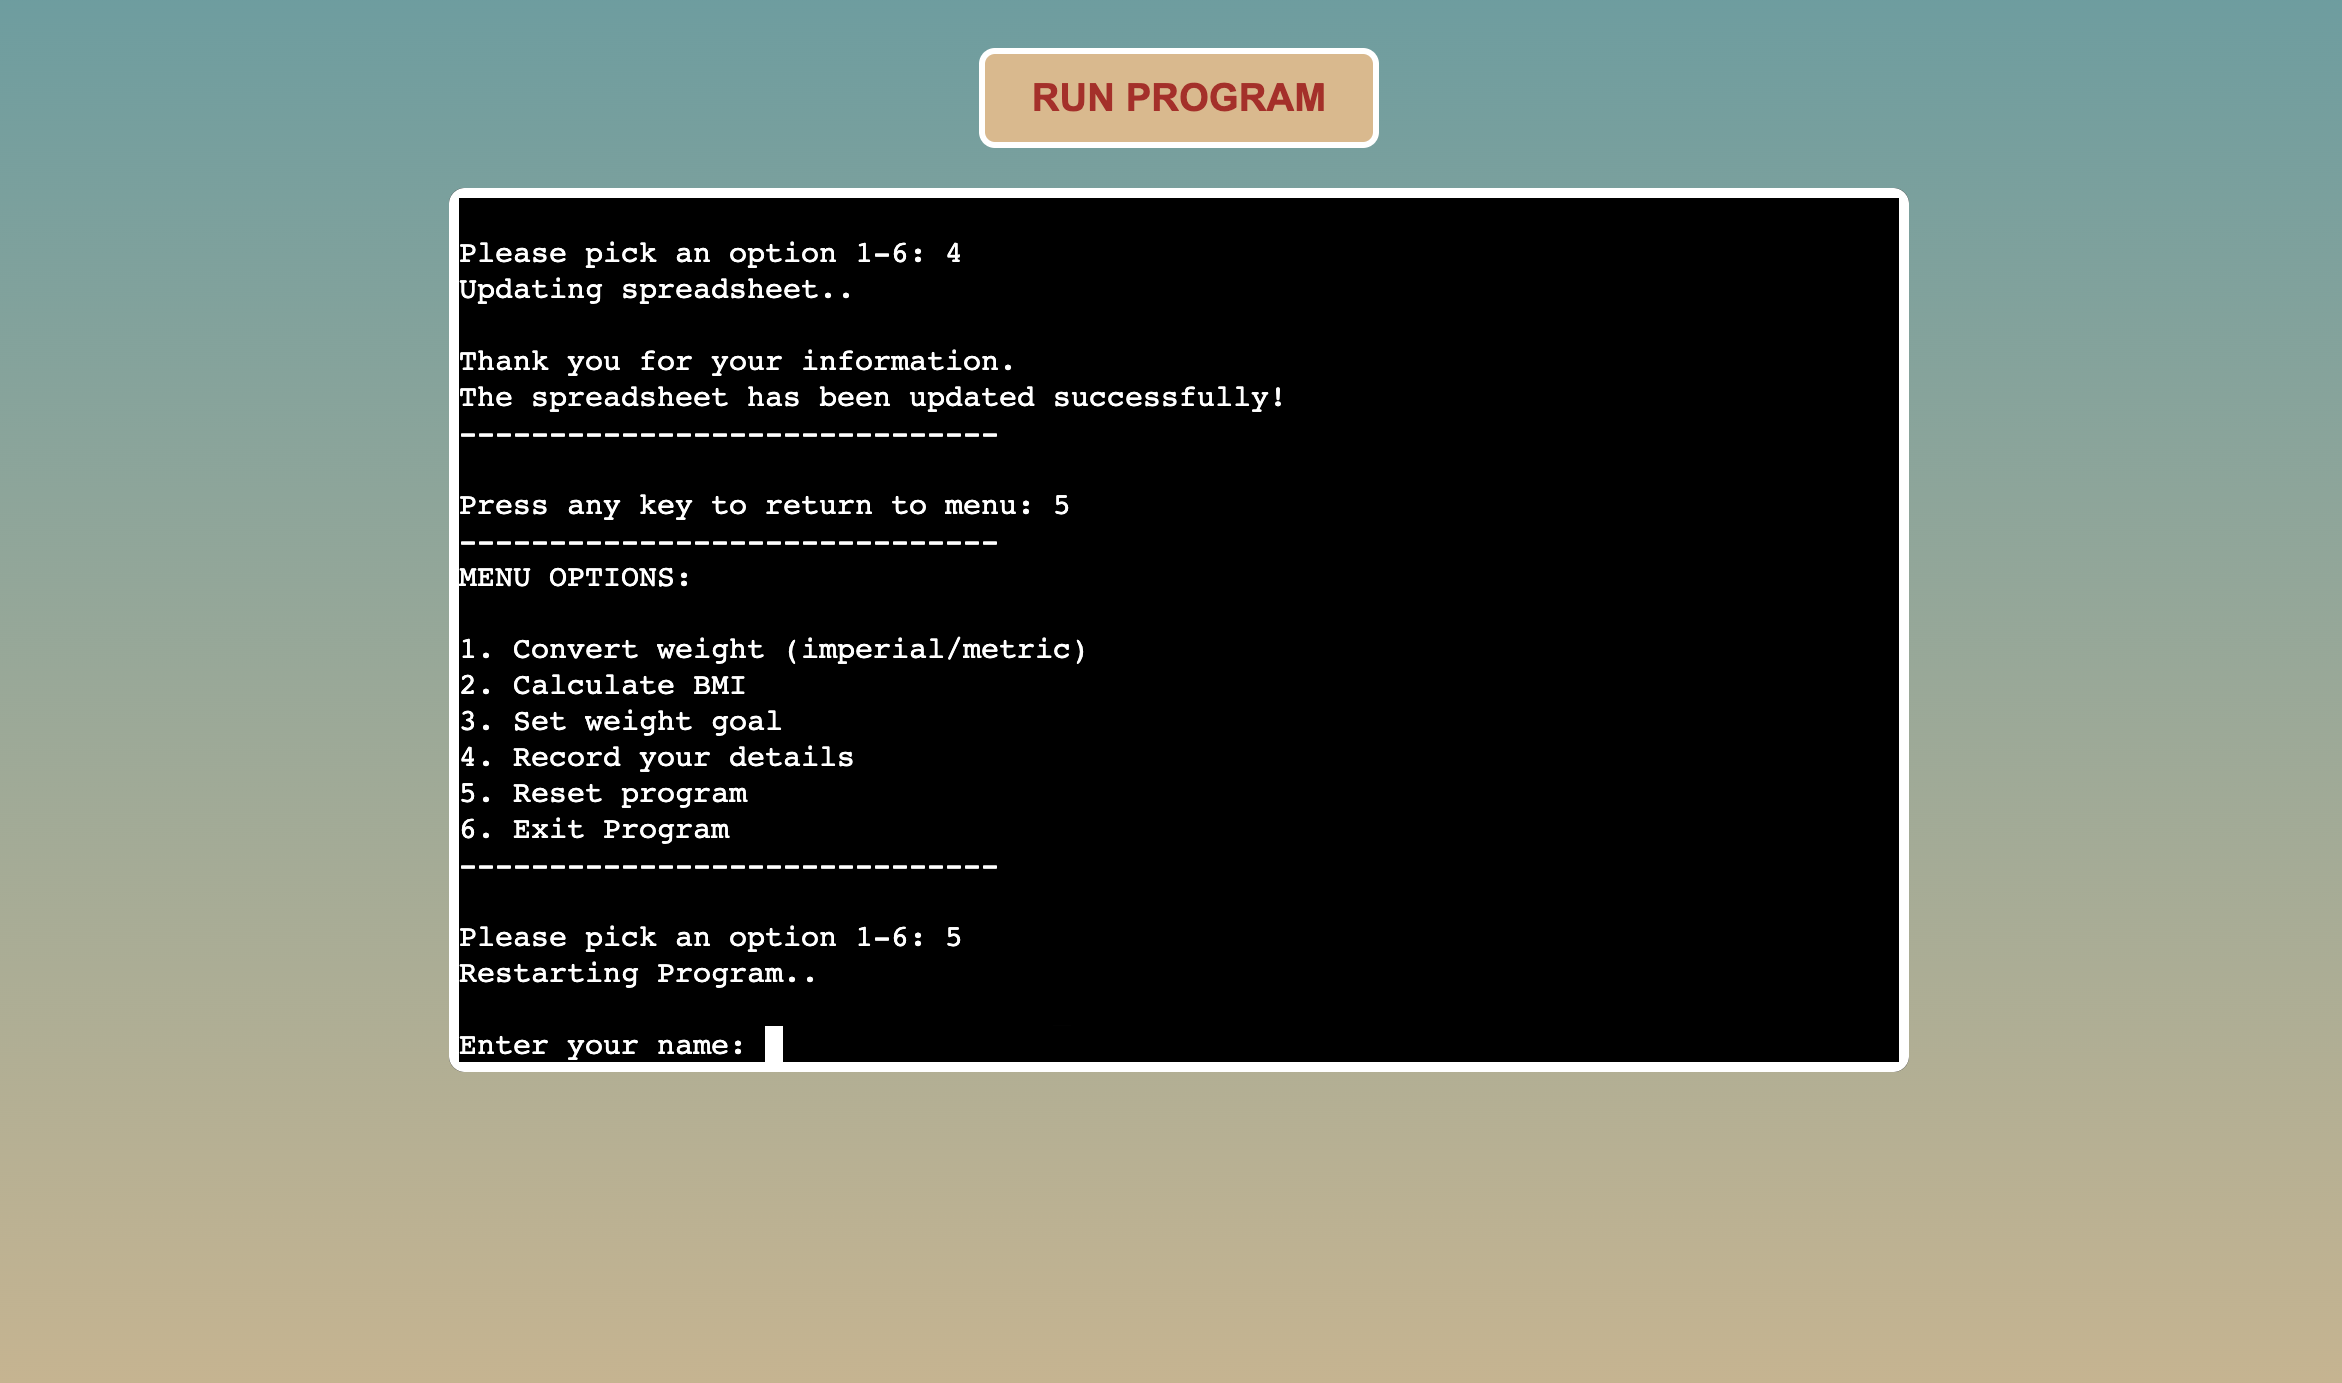 RUN PROGRAM
Please pick an option 1-6: 4
Updating spreadsheet..
Thank you for your information.
The spreadsheet has been updated successfully!
------------------------------
Press any key to return to menu: 5
------------------------------
MENU OPTIONS:
1. Convert weight (imperial/metric)
2. Calculate BMI
3. Set weight goal
4. Record your details
5. Reset program
6. Exit Program
------------------------------
Please pick an option 1-6: 5
Restarting Program..
Enter your name: